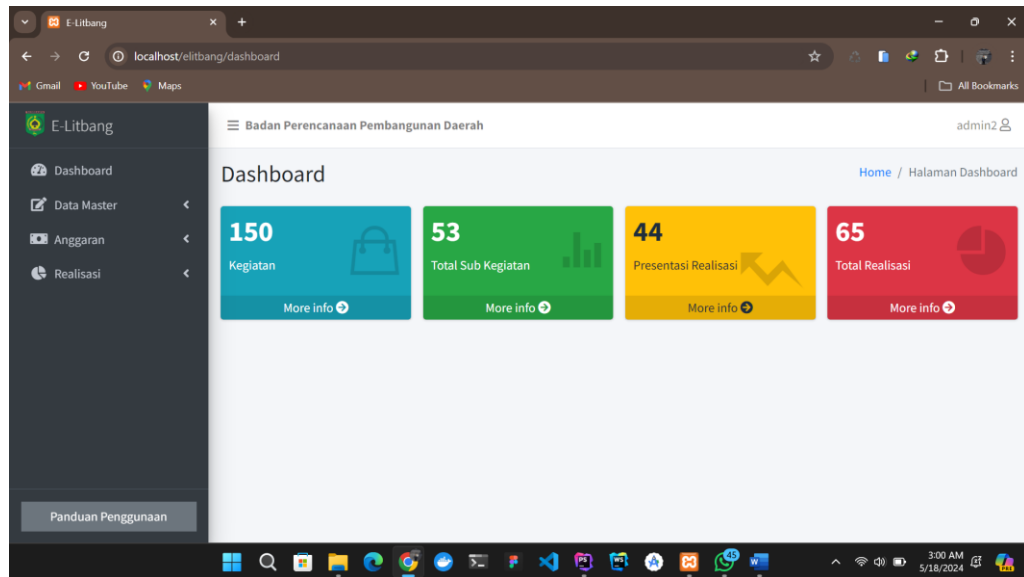 E-Litbang
localhost/elitbang/dashboard
Gmail YouTube Maps
All Bookmarks
E-Litbang
Badan Perencanaan Pembangunan Daerah
admin2
Dashboard
Data Master
Anggaran
Realisasi
Panduan Penggunaan
Dashboard
Home / Halaman Dashboard
150
Kegiatan
More info
53
Total Sub Kegiatan
More info
44
Presentasi Realisasi
More info
65
Total Realisasi
More info
45
3:00 AM
5/18/2024